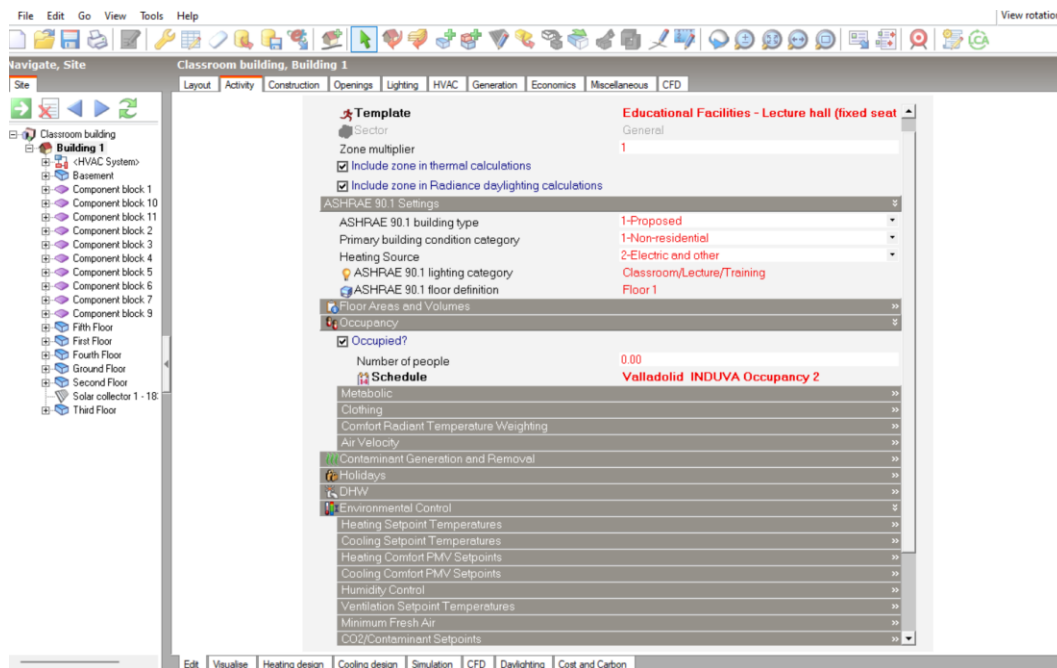 File Edit Go View Tools Help
View rotation
Navigate, Site
Classroom building, Building 1
Site
Layout Activity Construction Openings Lighting HVAC Generation Economics Miscellaneous CFD
Classroom building
Building 1
<HVAC System>
Basement
Component block 1
Component block 10
Component block 11
Component block 2
Component block 3
Component block 4
Component block 5
Component block 6
Component block 7
Component block 9
Fifth Floor
First Floor
Fourth Floor
Ground Floor
Second Floor
Solar collector 1 - 18:
Third Floor
Template Educational Facilities - Lecture hall (fixed seat
Sector General
Zone multiplier 1
Include zone in thermal calculations
Include zone in Radiance daylighting calculations
ASHRAE 90.1 Settings
ASHRAE 90.1 building type 1-Proposed
Primary building condition category 1-Non-residential
Heating Source 2-Electric and other
ASHRAE 90.1 lighting category Classroom/Lecture/Training
ASHRAE 90.1 floor definition Floor 1
Floor Areas and Volumes
Occupancy
Occupied?
Number of people 0.00
Schedule Valladolid INDUVA Occupancy 2
Metabolic
Clothing
Comfort Radiant Temperature Weighting
Air Velocity
Contaminant Generation and Removal
Holidays
DHW
Environmental Control
Heating Setpoint Temperatures
Cooling Setpoint Temperatures
Heating Comfort PMV Setpoints
Cooling Comfort PMV Setpoints
Humidity Control
Ventilation Setpoint Temperatures
Minimum Fresh Air
CO2/Contaminant Setpoints
Edit Visualise Heating design Cooling design Simulation CFD Daylighting Cost and Carbon